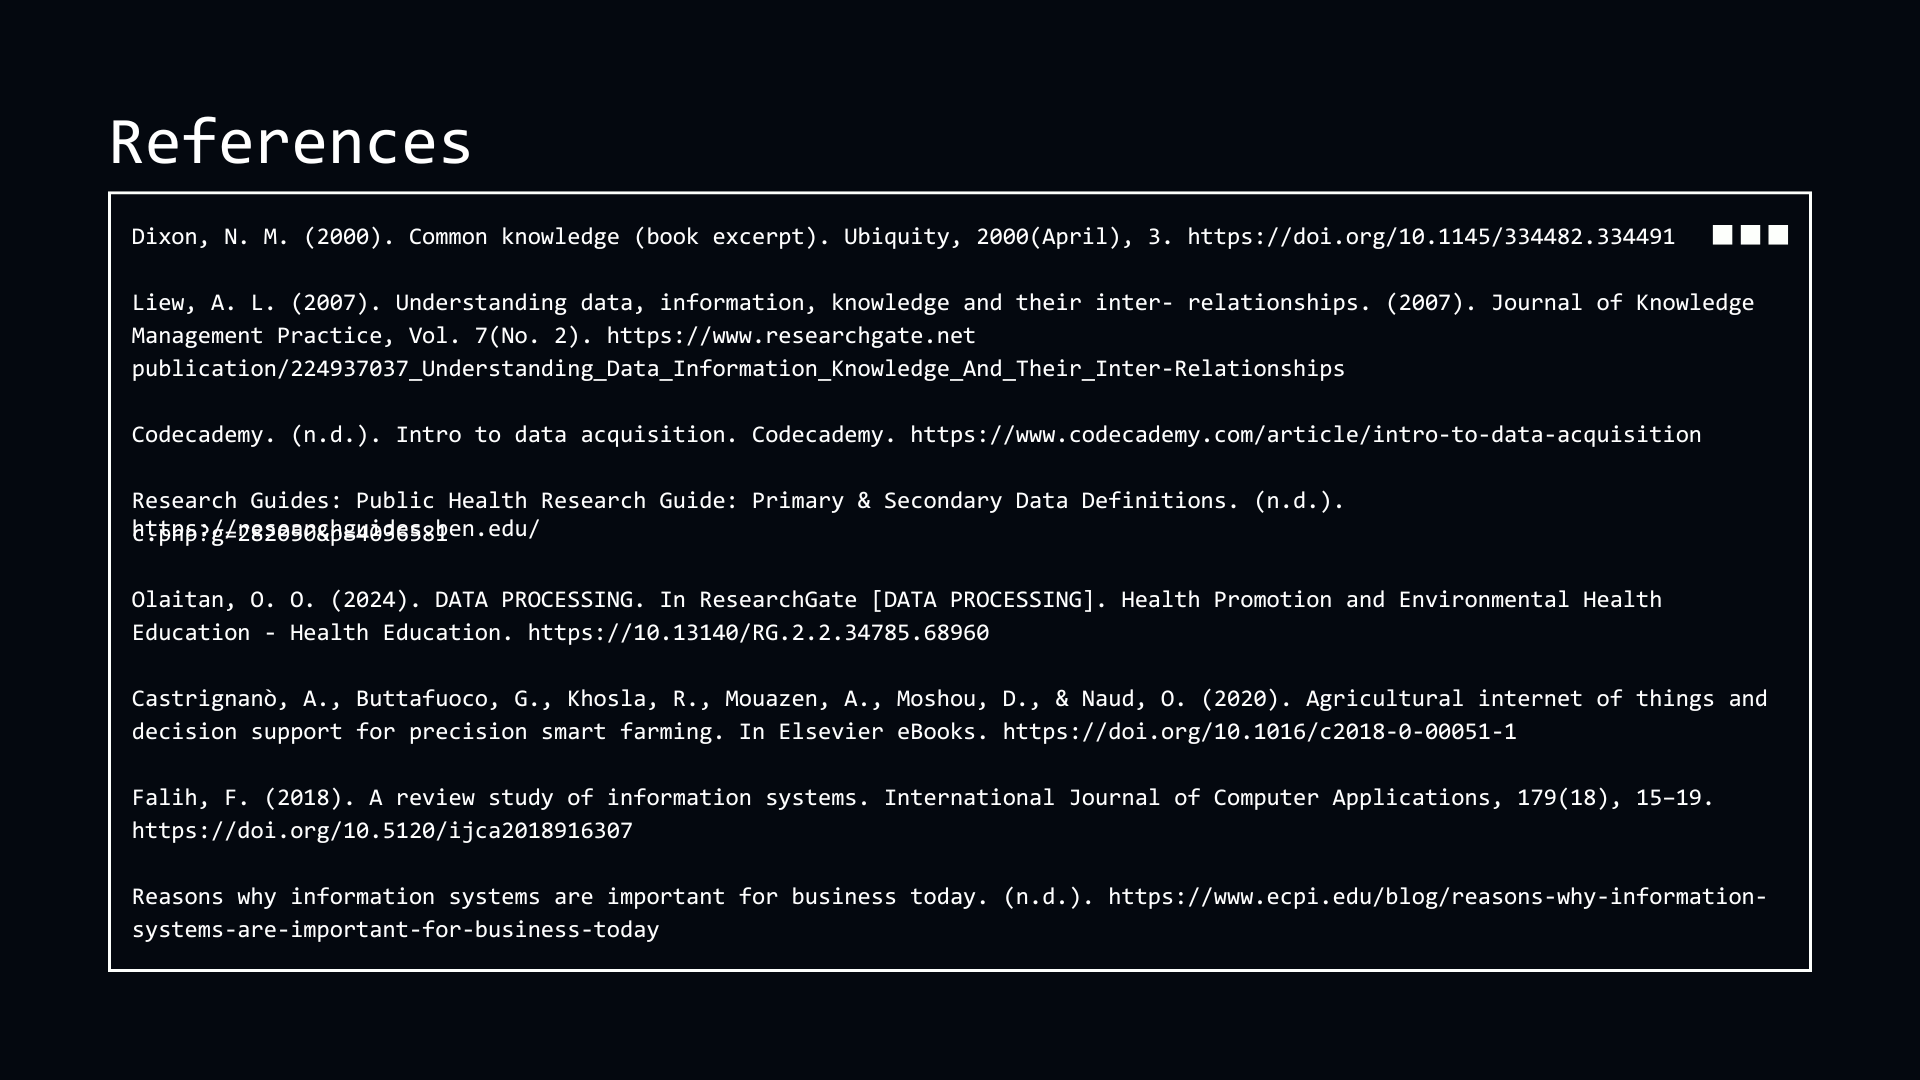 References
Dixon, N. M. (2000). Common knowledge (book excerpt). Ubiquity, 2000(April), 3. https://doi.org/10.1145/334482.334491
Liew, A. L. (2007). Understanding data, information, knowledge and their inter- relationships. (2007). Journal of Knowledge
Management Practice, Vol. 7(No. 2). https://www.researchgate.net
publication/224937037_Understanding_Data_Information_Knowledge_And_Their_Inter-Relationships
Codecademy. (n.d.). Intro to data acquisition. Codecademy. https://www.codecademy.com/article/intro-to-data-acquisition
Research Guides: Public Health Research Guide: Primary & Secondary Data Definitions. (n.d.).
https://researchguides.ben.edu/
Olaitan, O. O. (2024). DATA PROCESSING. In ResearchGate [DATA PROCESSING]. Health Promotion and Environmental Health
Education - Health Education. https://10.13140/RG.2.2.34785.68960
Castrignanò, A., Buttafuoco, G., Khosla, R., Mouazen, A., Moshou, D., & Naud, O. (2020). Agricultural internet of things and
decision support for precision smart farming. In Elsevier eBooks. https://doi.org/10.1016/c2018-0-00051-1
Falih, F. (2018). A review study of information systems. International Journal of Computer Applications, 179(18), 15–19.
https://doi.org/10.5120/ijca2018916307
Reasons why information systems are important for business today. (n.d.). https://www.ecpi.edu/blog/reasons-why-information-
systems-are-important-for-business-today